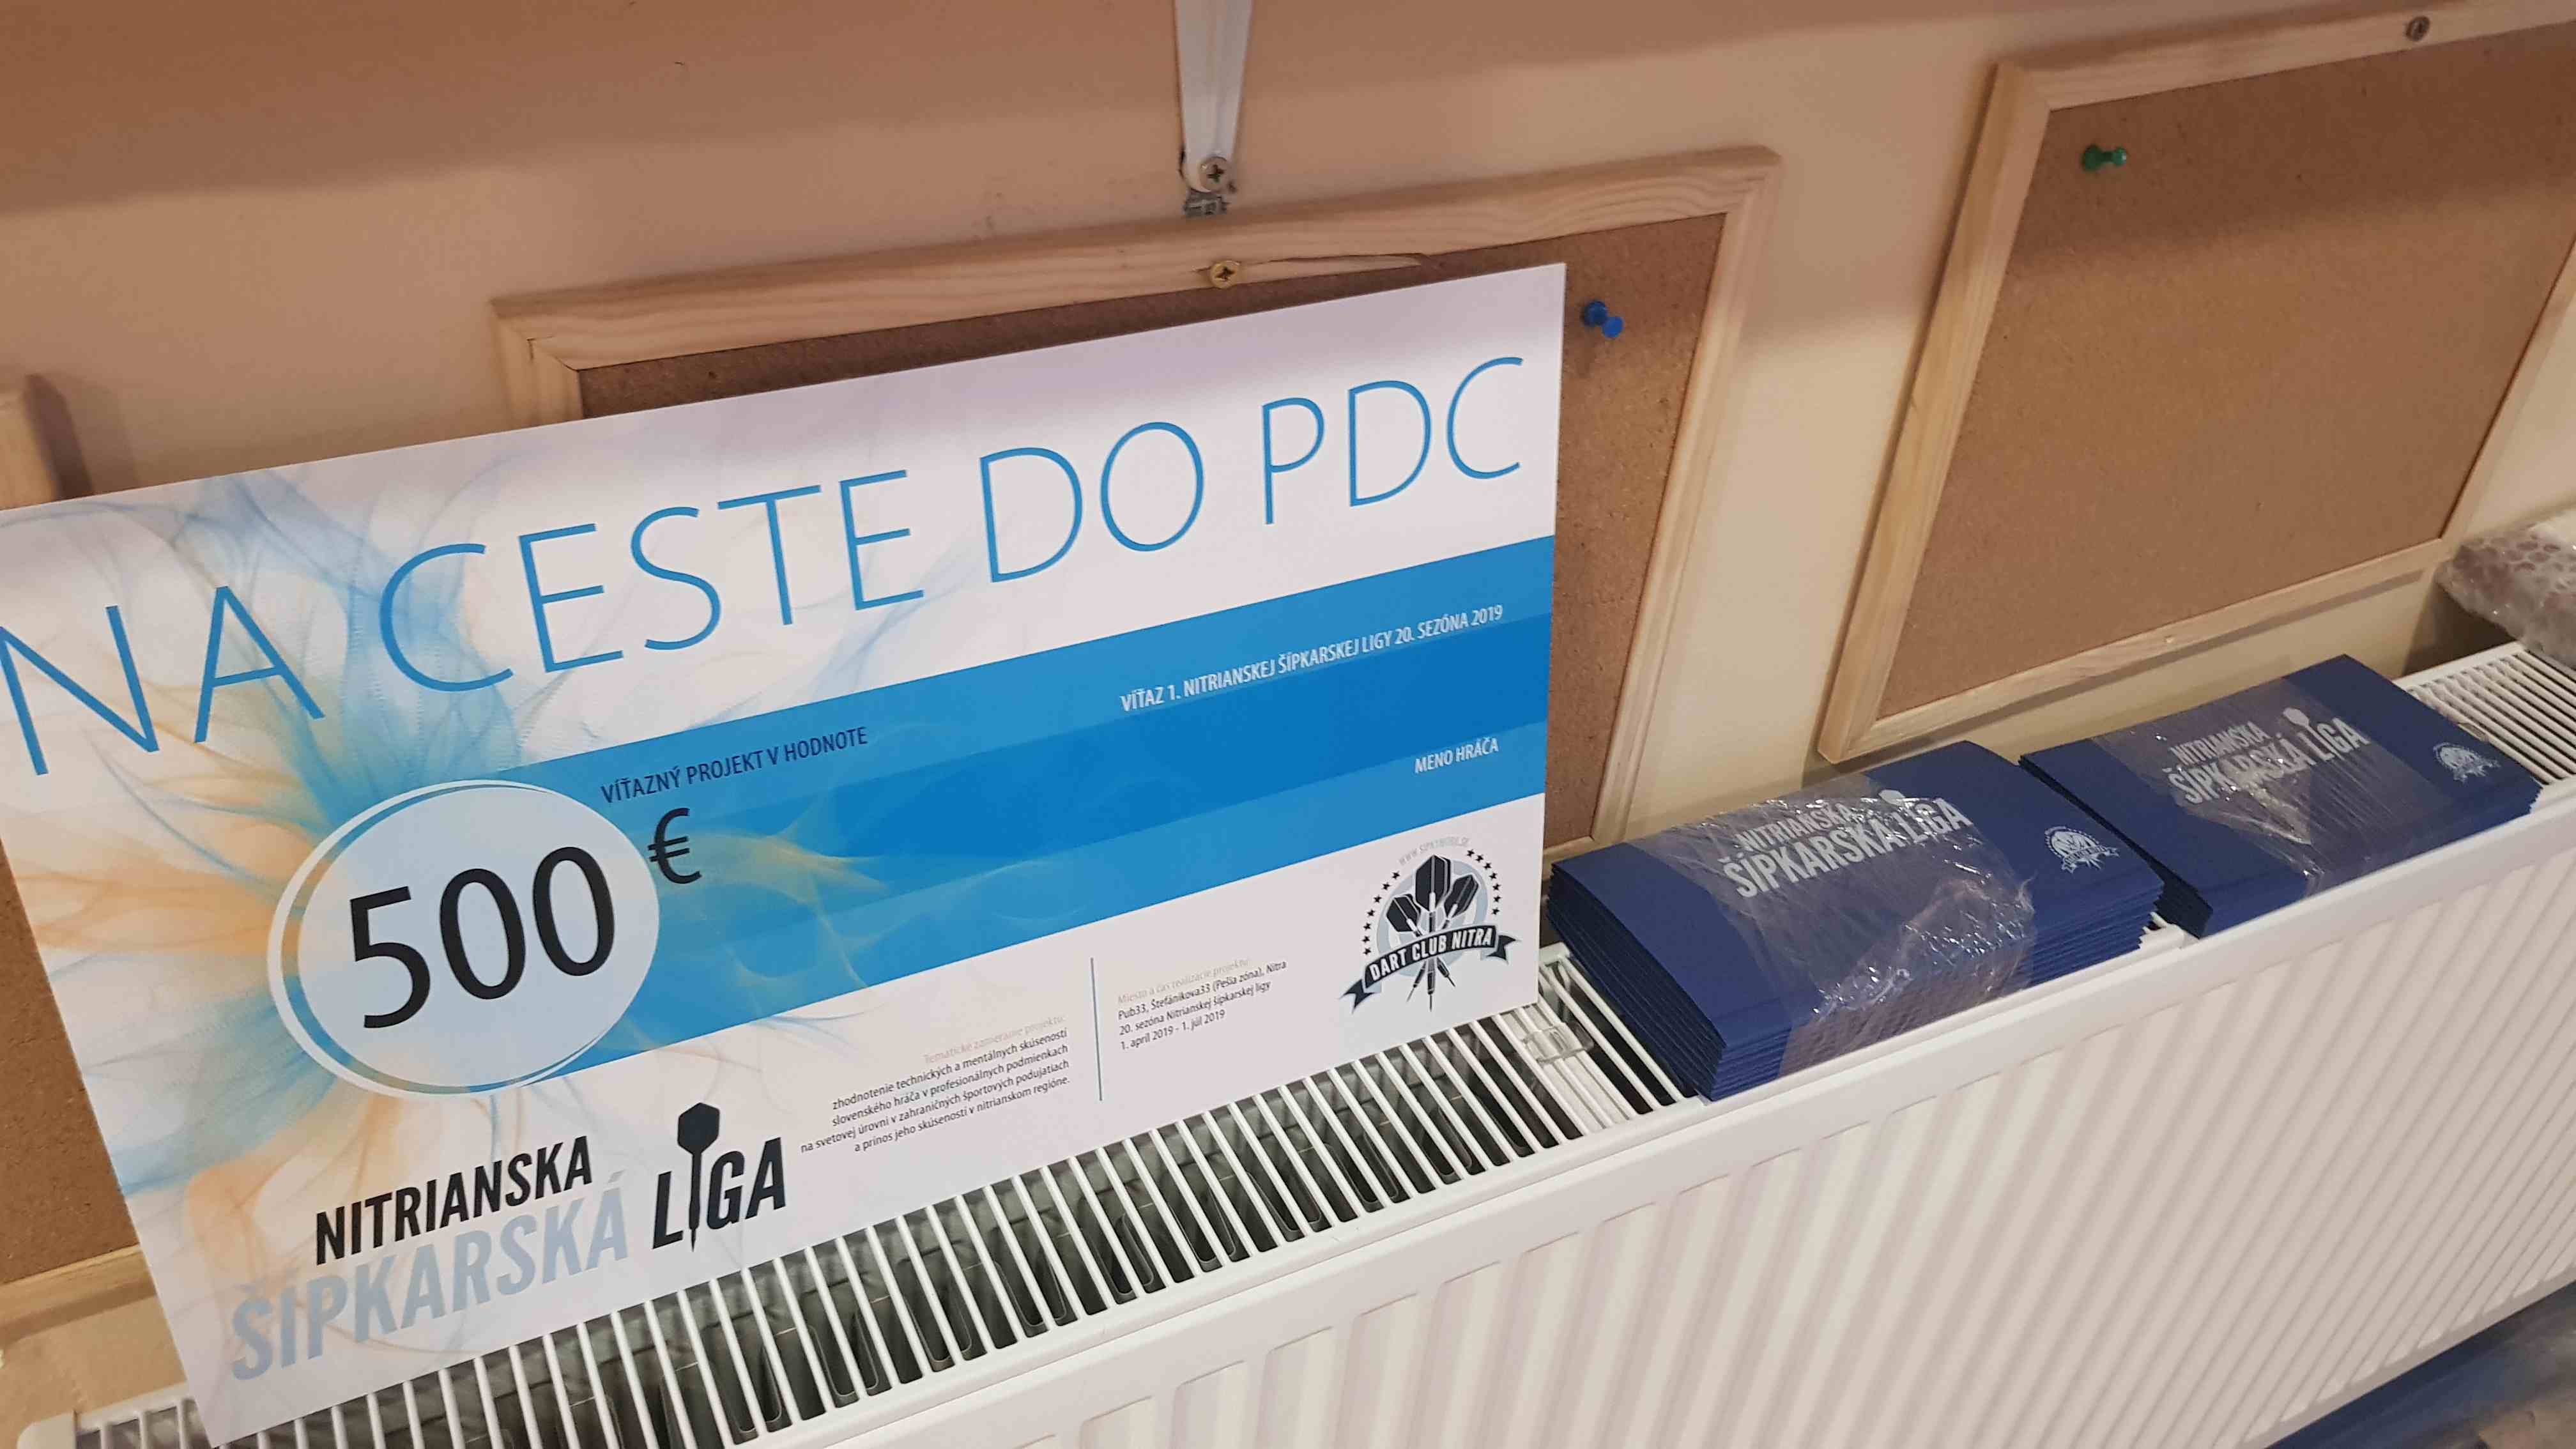 NA CESTE DO PDC
VÍŤAZ 1. NITRIANSKEJ ŠÍPKARSKEJ LIGY 20. SEZÓNA 2019
VÍŤAZNÝ PROJEKT V HODNOTE
MENO HRÁČA
500 €
Tematické zameranie projektu:
zhodnotenie technických a mentálnych skúseností
slovenského hráča v profesionálnych podmienkach
na svetovej úrovni v zahraničných športových podujatiach
a prínos jeho skúseností v nitrianskom regióne.
Miesto a čas realizácie projektu:
Pub33, Štefánikova33 (Pešia zóna), Nitra
20. sezóna Nitrianskej šípkarskej ligy
1. apríl 2019 - 1. júl 2019
DART CLUB NITRA
NITRIANSKA
ŠÍPKARSKÁ LIGA
NITRIANSKA
ŠÍPKARSKÁ LIGA
NITRIANSKA
ŠÍPKARSKÁ LIGA